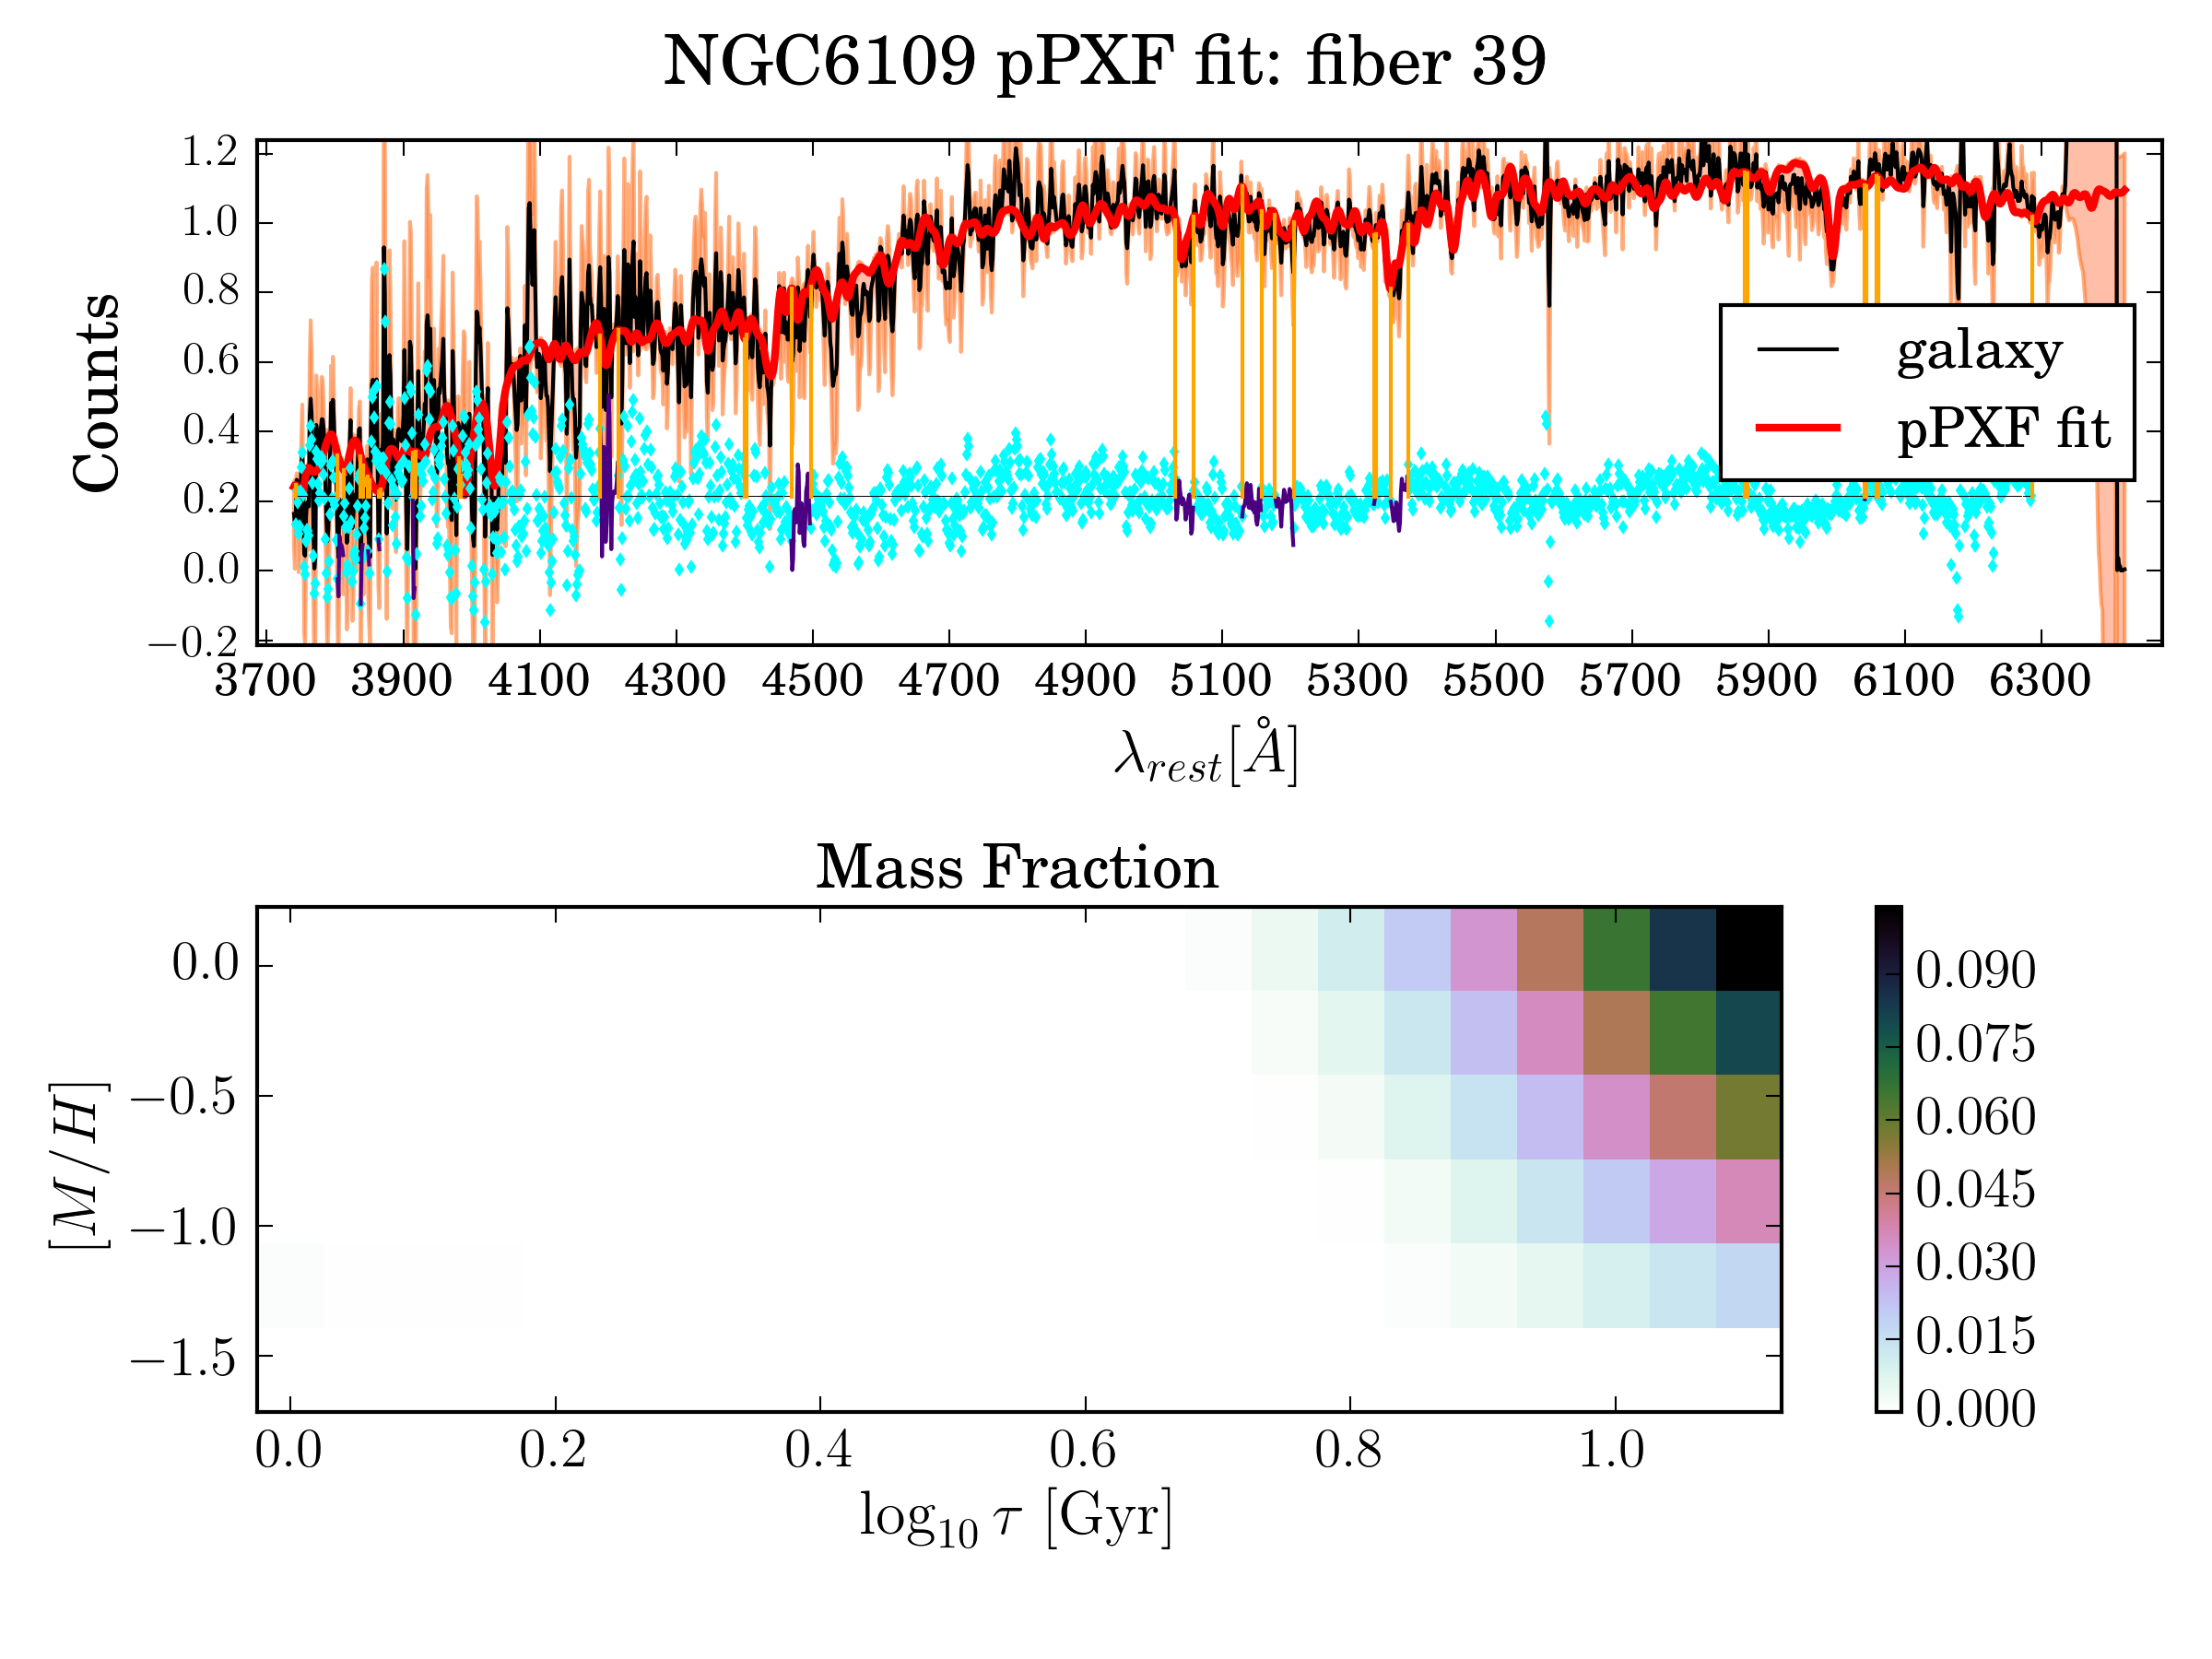 NGC6109 pPXF fit: fiber 39
Counts
1.2
1.0
0.8
0.6
0.4
0.2
0.0
−0.2
galaxy
pPXF fit
3700 3900 4100 4300 4500 4700 4900 5100 5300 5500 5700 5900 6100 6300
λrest[Å]
Mass Fraction
[M/H]
0.0
−0.5
−1.0
−1.5
0.0 0.2 0.4 0.6 0.8 1.0
log10 τ [Gyr]
0.090
0.075
0.060
0.045
0.030
0.015
0.000